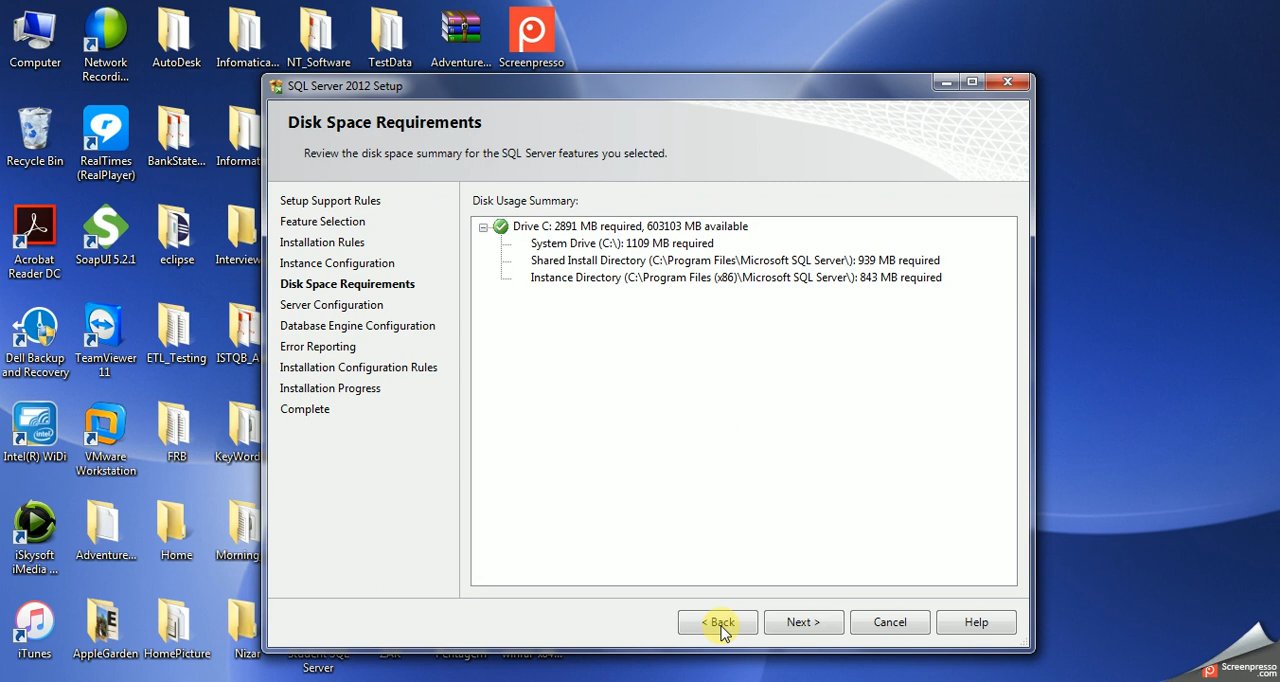 Computer
Network
Recordi...
AutoDesk
Infomatica...
NT_Software
TestData
Adventure...
Screenpresso
SQL Server 2012 Setup
Disk Space Requirements
Review the disk space summary for the SQL Server features you selected.
Recycle Bin
RealTimes
(RealPlayer)
BankState...
Informat
Setup Support Rules
Feature Selection
Installation Rules
Instance Configuration
Disk Space Requirements
Server Configuration
Database Engine Configuration
Error Reporting
Installation Configuration Rules
Installation Progress
Complete
Disk Usage Summary:
Drive C: 2891 MB required, 603103 MB available
System Drive (C:\): 1109 MB required
Shared Install Directory (C:\Program Files\Microsoft SQL Server\): 939 MB required
Instance Directory (C:\Program Files (x86)\Microsoft SQL Server\): 843 MB required
Acrobat
Reader DC
SoapUI 5.2.1
eclipse
Interview
Dell Backup
and Recovery
TeamViewer
11
ETL_Testing
ISTQB_A
Intel(R) WiDi
VMware
Workstation
FRB
KeyWord
iSkysoft
iMedia ...
Adventure...
Home
Morning
iTunes
AppleGarden
HomePicture
Nizar
Server
< Back
Next >
Cancel
Help
Screenpresso
.com